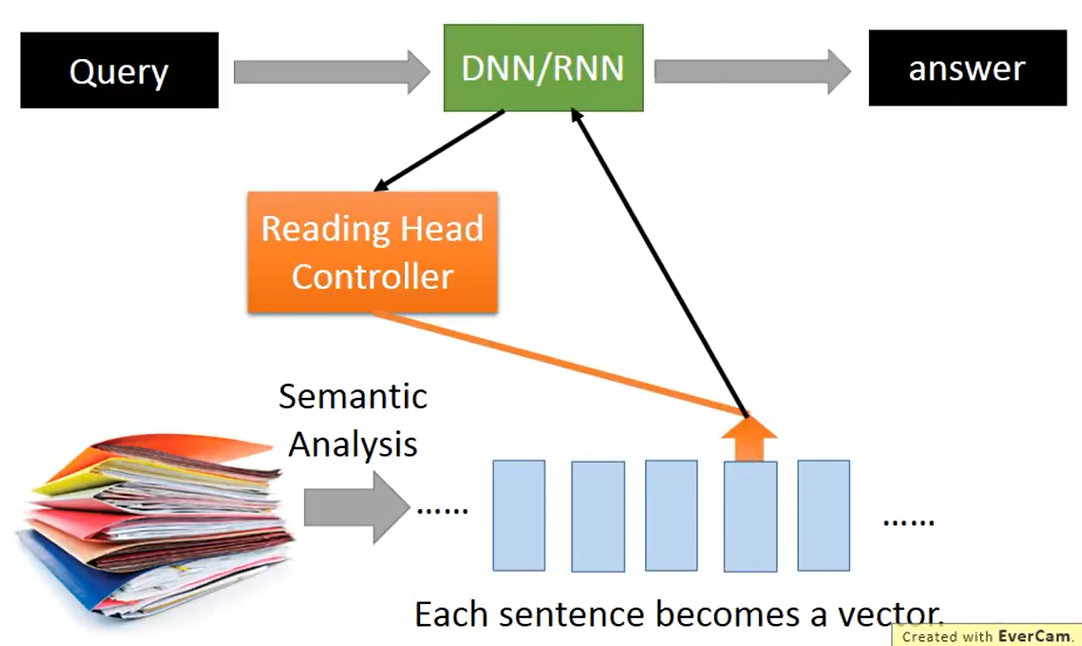 Query
DNN/RNN
answer
Reading Head
Controller
Semantic
Analysis
......
......
Each sentence becomes a vector.
Created with EverCam.